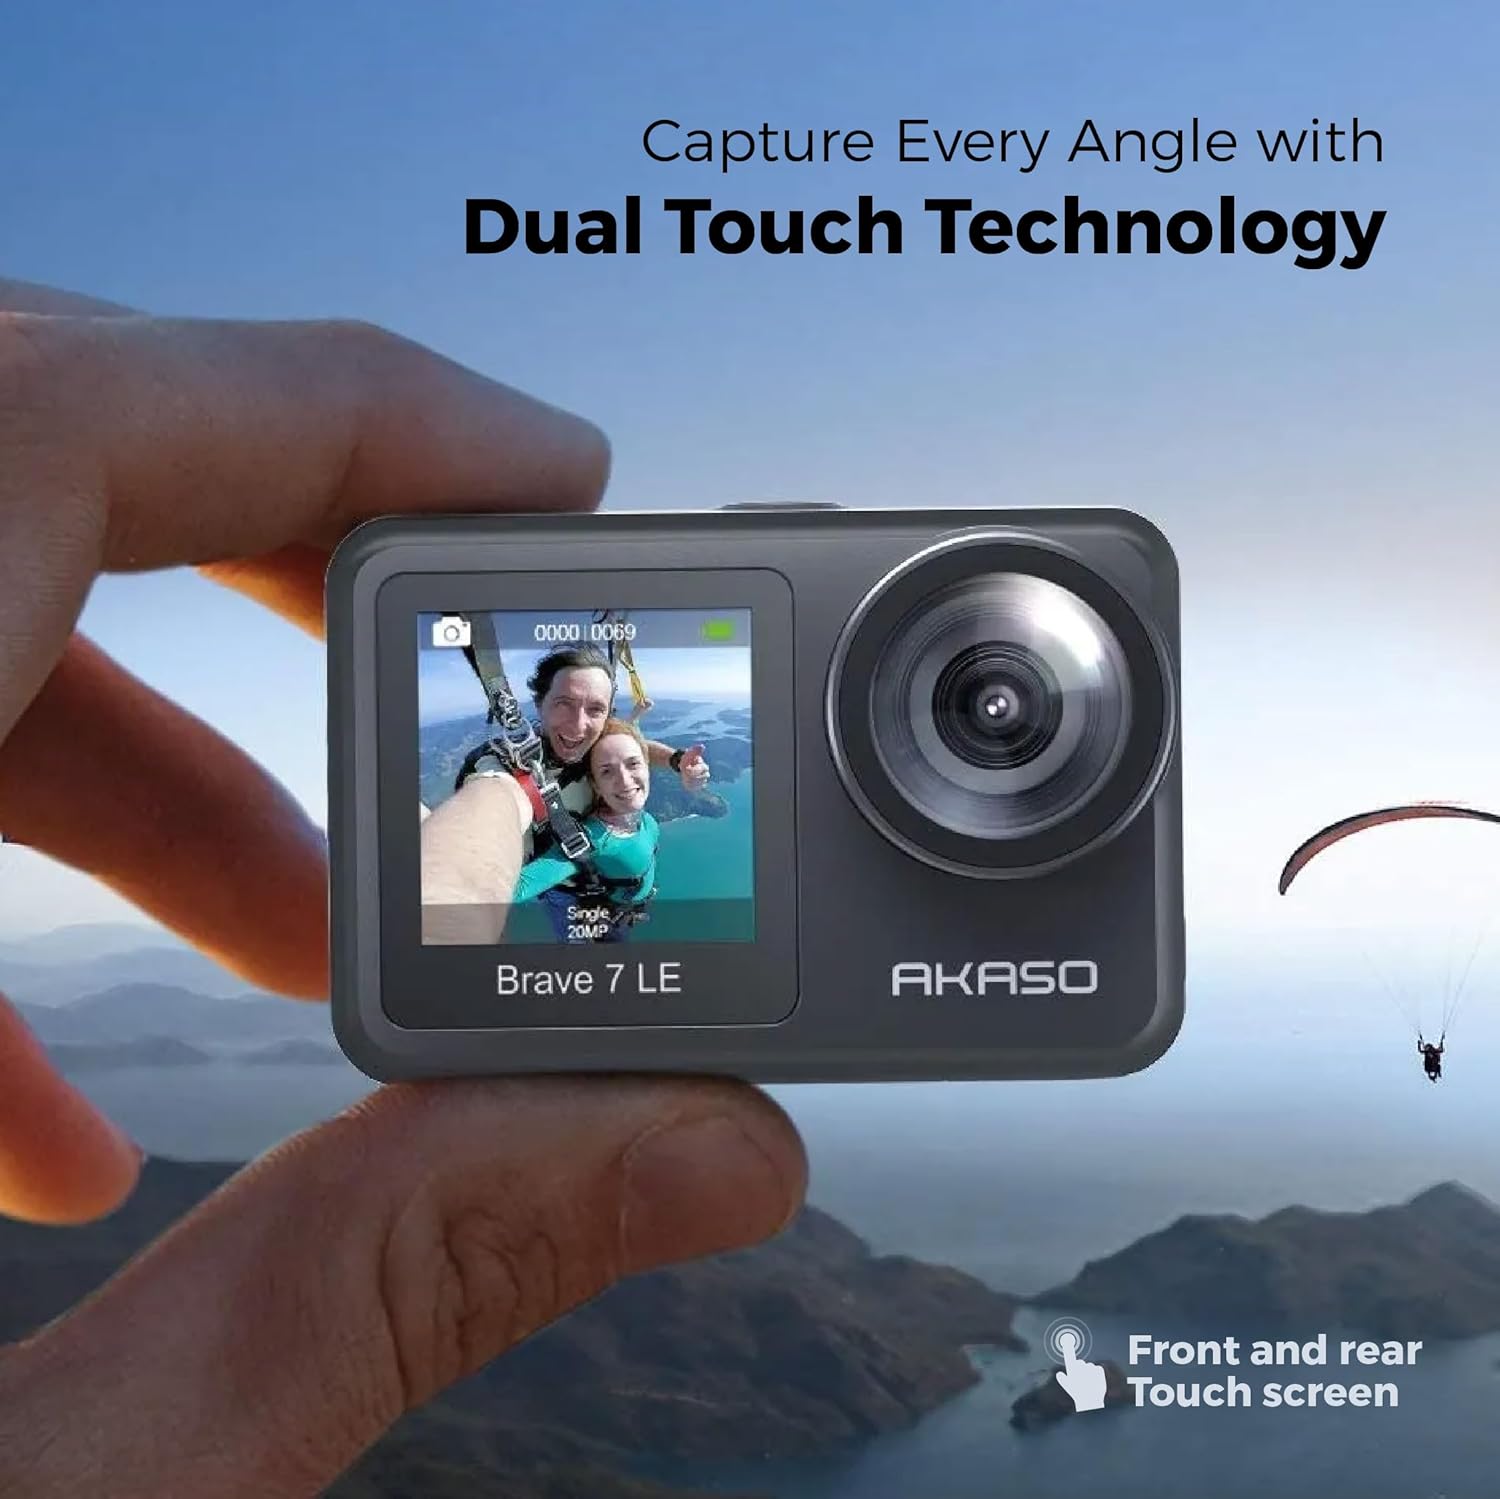 Capture Every Angle with
Dual Touch Technology
0000|0069
Single
20MP
Brave 7 LE
AKASO
Front and rear
Touch screen